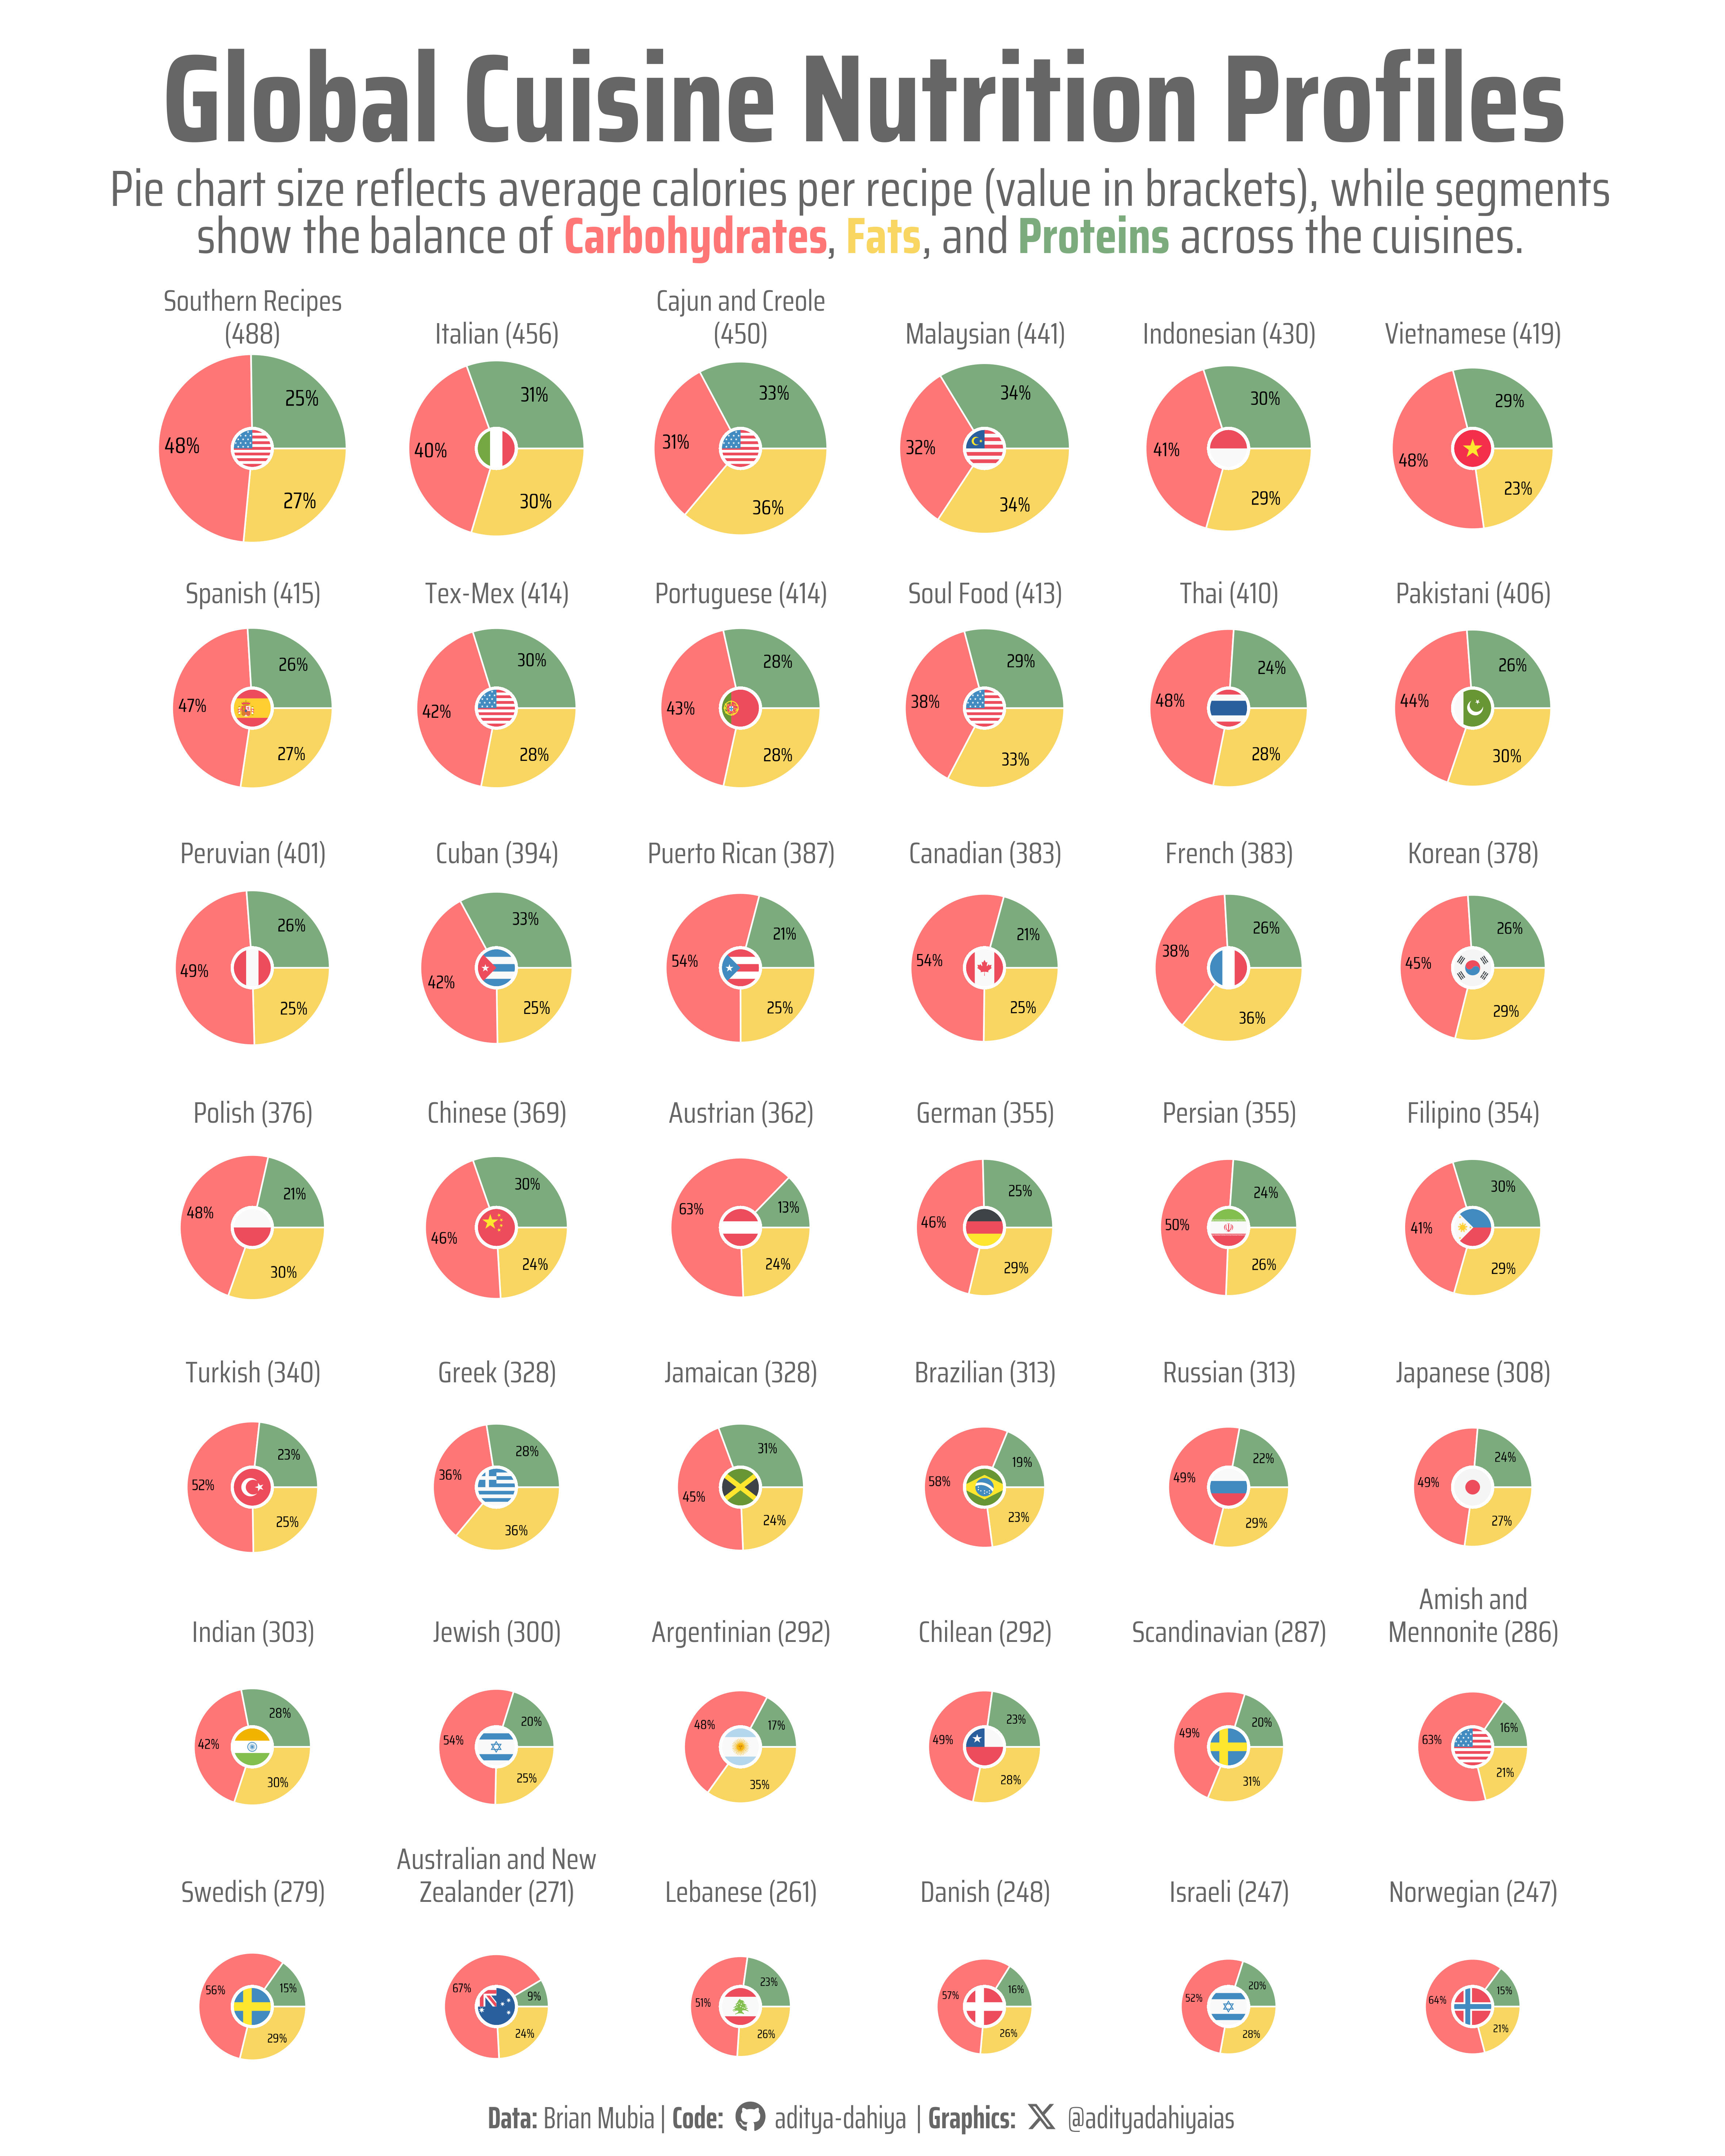 Global Cuisine Nutrition Profiles
Pie chart size reflects average calories per recipe (value in brackets), while segments
show the balance of Carbohydrates, Fats, and Proteins across the cuisines.
Southern Recipes
(488)
25%
48%
27%
Italian (456)
31%
40%
30%
Cajun and Creole
(450)
33%
31%
36%
Malaysian (441)
34%
32%
34%
Indonesian (430)
30%
41%
29%
Vietnamese (419)
29%
48%
23%
Spanish (415)
26%
47%
27%
Tex-Mex (414)
30%
42%
28%
Portuguese (414)
28%
43%
28%
Soul Food (413)
29%
38%
33%
Thai (410)
24%
48%
28%
Pakistani (406)
26%
44%
30%
Peruvian (401)
26%
49%
25%
Cuban (394)
33%
42%
25%
Puerto Rican (387)
21%
54%
25%
Canadian (383)
21%
54%
25%
French (383)
26%
38%
36%
Korean (378)
26%
45%
29%
Polish (376)
21%
48%
30%
Chinese (369)
30%
46%
24%
Austrian (362)
13%
63%
24%
German (355)
25%
46%
29%
Persian (355)
24%
50%
26%
Filipino (354)
30%
41%
29%
Turkish (340)
23%
52%
25%
Greek (328)
28%
36%
36%
Jamaican (328)
31%
45%
24%
Brazilian (313)
19%
58%
23%
Russian (313)
22%
49%
29%
Japanese (308)
24%
49%
27%
Indian (303)
28%
42%
30%
Jewish (300)
20%
54%
25%
Argentinian (292)
17%
48%
35%
Chilean (292)
23%
49%
28%
Scandinavian (287)
20%
49%
31%
Amish and
Mennonite (286)
16%
63%
21%
Swedish (279)
15%
56%
29%
Australian and New
Zealander (271)
9%
67%
24%
Lebanese (261)
23%
51%
26%
Danish (248)
16%
57%
26%
Israeli (247)
20%
52%
28%
Norwegian (247)
15%
64%
21%
Data: Brian Mubia | Code: aditya-dahiya | Graphics: @adityadahiyaias